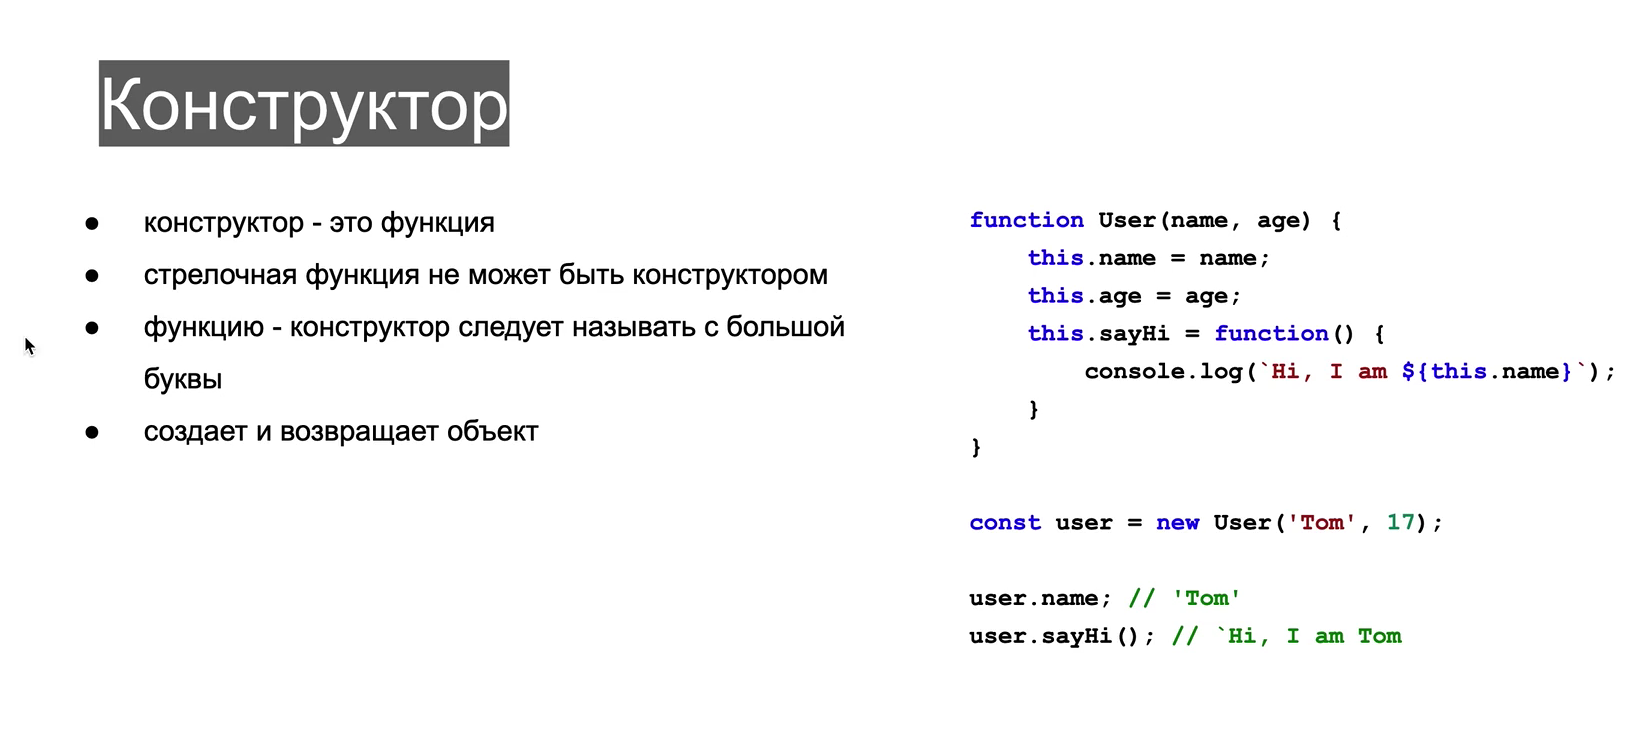 Конструктор
● конструктор - это функция
● стрелочная функция не может быть конструктором
● функцию - конструктор следует называть с большой
буквы
● создает и возвращает объект
function User(name, age) {
    this.name = name;
    this.age = age;
    this.sayHi = function() {
        console.log(`Hi, I am ${this.name}`);
    }
}
const user = new User('Tom', 17);
user.name; // 'Tom'
user.sayHi(); // `Hi, I am Tom